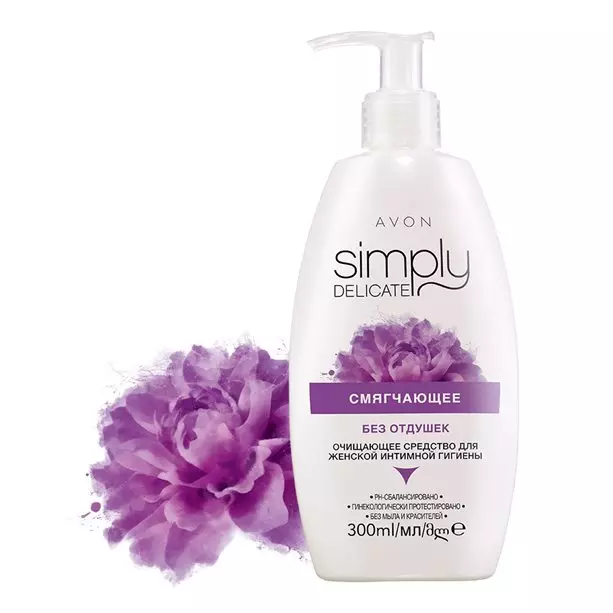 AVON
simply
DELICATE
СМЯГЧАЮЩЕЕ
БЕЗ ОТДУШЕК
ОЧИЩАЮЩЕЕ СРЕДСТВО ДЛЯ
ЖЕНСКОЙ ИНТИМНОЙ ГИГИЕНЫ
• PH-СБАЛАНСИРОВАНО •
• ГИНЕКОЛОГИЧЕСКИ ПРОТЕСТИРОВАНО •
• БЕЗ МЫЛА И КРАСИТЕЛЕЙ •
300ml/мл/მლ℮